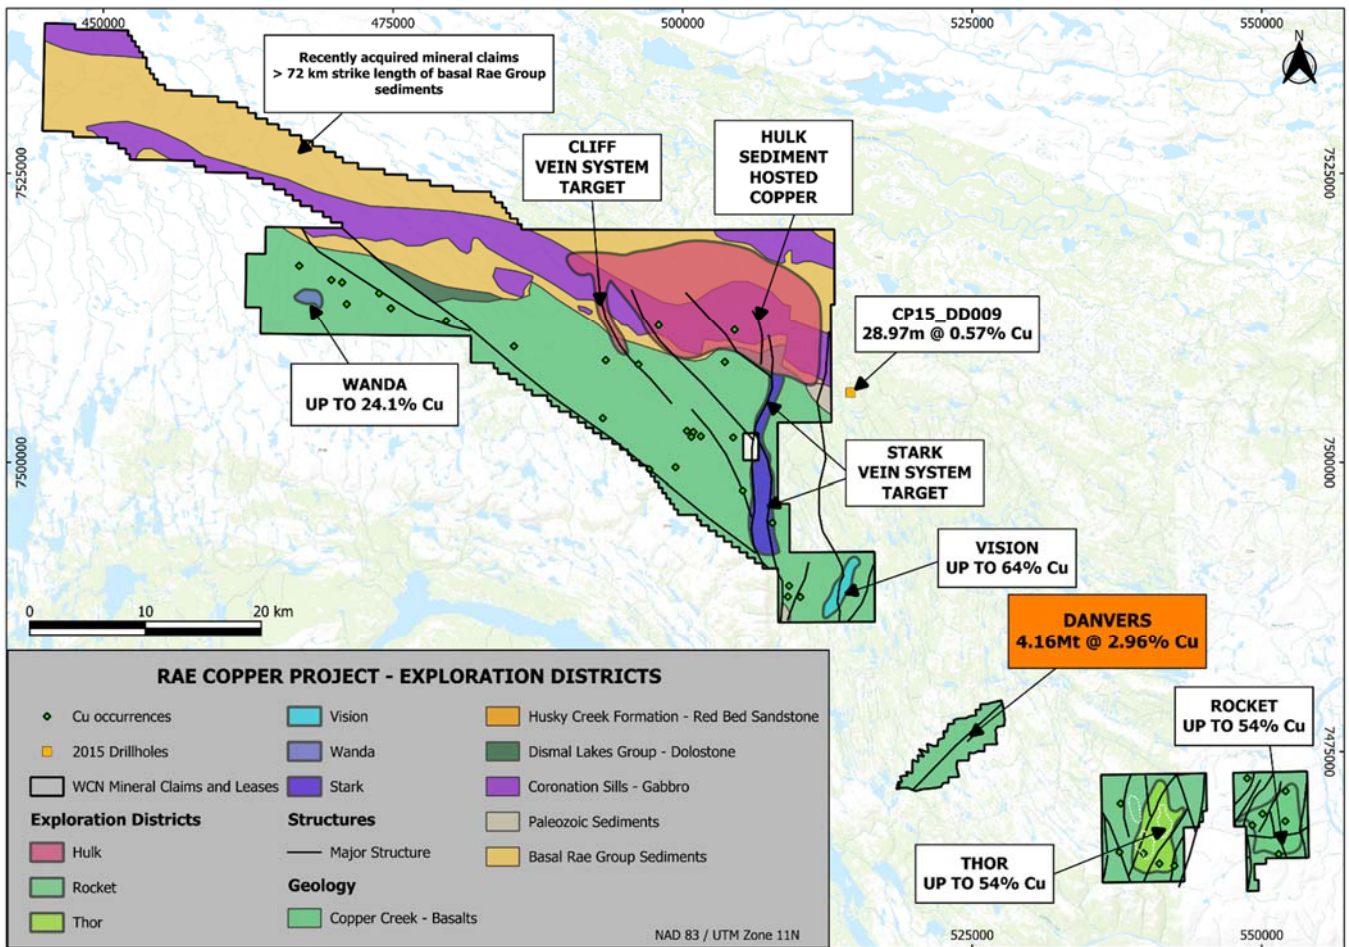 450000
475000
500000
525000
550000
N
Recently acquired mineral claims
> 72 km strike length of basal Rae Group
sediments
CLIFF
VEIN SYSTEM
TARGET
HULK
SEDIMENT
HOSTED
COPPER
7525000
7525000
CP15_DD009
28.97m @ 0.57% Cu
WANDA
UP TO 24.1% Cu
7500000
7500000
STARK
VEIN SYSTEM
TARGET
VISION
UP TO 64% Cu
0
10
20 km
DANVERS
4.16Mt @ 2.96% Cu
ROCKET
UP TO 54% Cu
7475000
THOR
UP TO 54% Cu
RAE COPPER PROJECT - EXPLORATION DISTRICTS
Cu occurrences
2015 Drillholes
WCN Mineral Claims and Leases
Exploration Districts
Hulk
Rocket
Thor
Vision
Wanda
Stark
Structures
Major Structure
Geology
Copper Creek - Basalts
Husky Creek Formation - Red Bed Sandstone
Dismal Lakes Group - Dolostone
Coronation Sills - Gabbro
Paleozoic Sediments
Basal Rae Group Sediments
NAD 83 / UTM Zone 11N
525000
550000